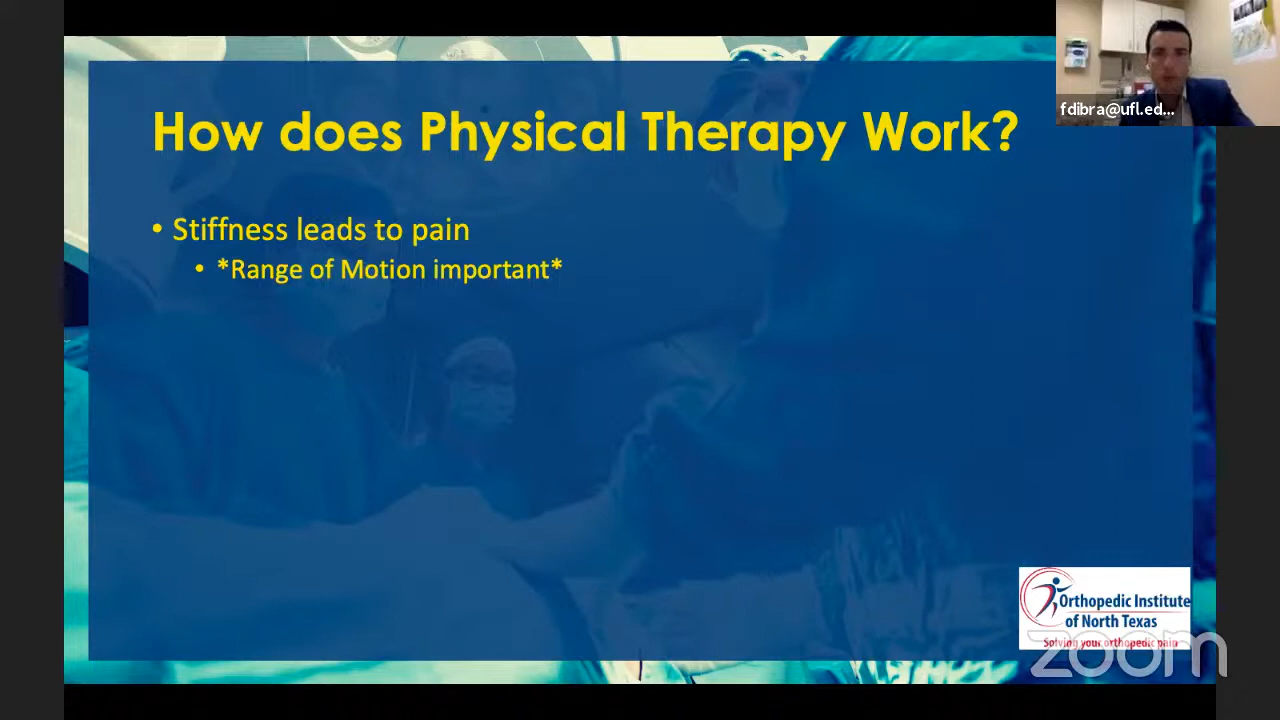 fdibra@ufl.ed...
How does Physical Therapy Work?
• Stiffness leads to pain
• *Range of Motion important*
Orthopedic Institute
of North Texas
Solving your orthopedic pain
zoom